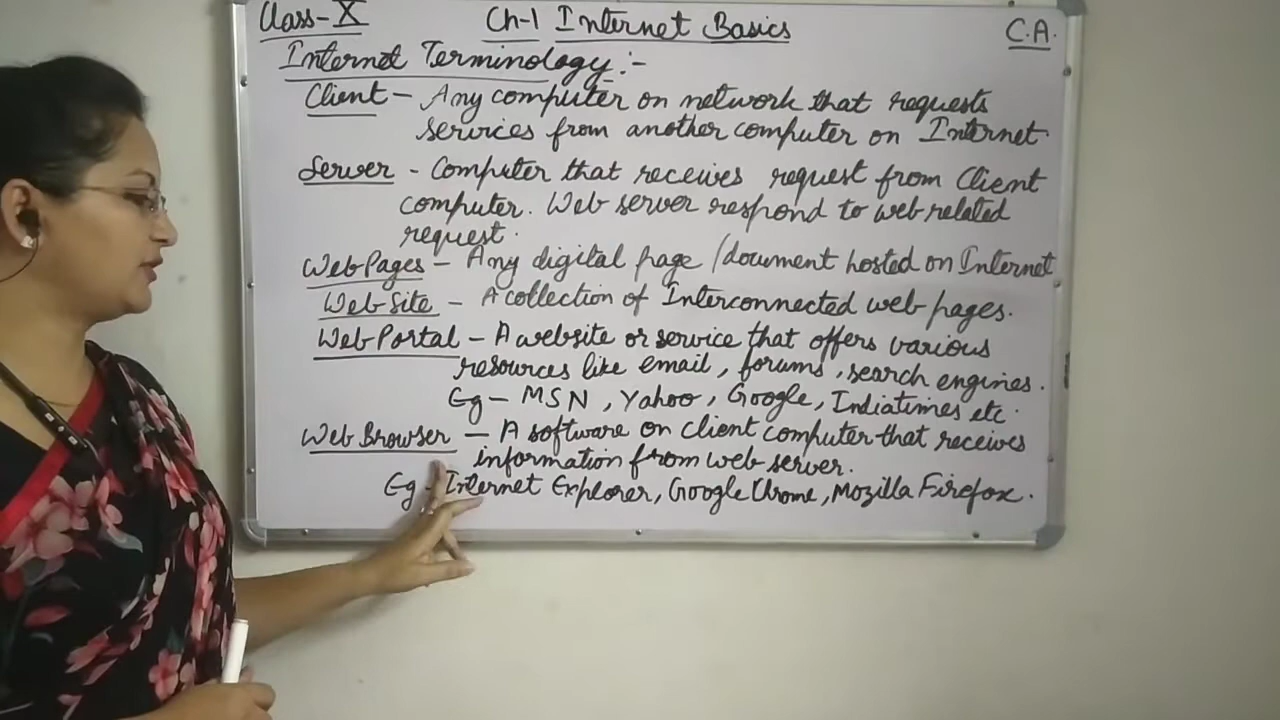 Class-X Ch-1 Internet Basics C.A.
Internet Terminology:-
Client - Any computer on network that requests
services from another computer on Internet.
Server - Computer that receives request from Client
computer. Web server respond to web related
request.
Web Pages - Any digital page /document hosted on Internet
Web Site - A collection of Interconnected web pages.
Web Portal - A website or service that offers various
resources like email, forums, search engines.
Eg - MSN, Yahoo, Google, Indiatimes etc.
Web Browser - A software on client computer that receives
information from web server.
Eg - Internet Explorer, Google Chrome, Mozilla Firefox.